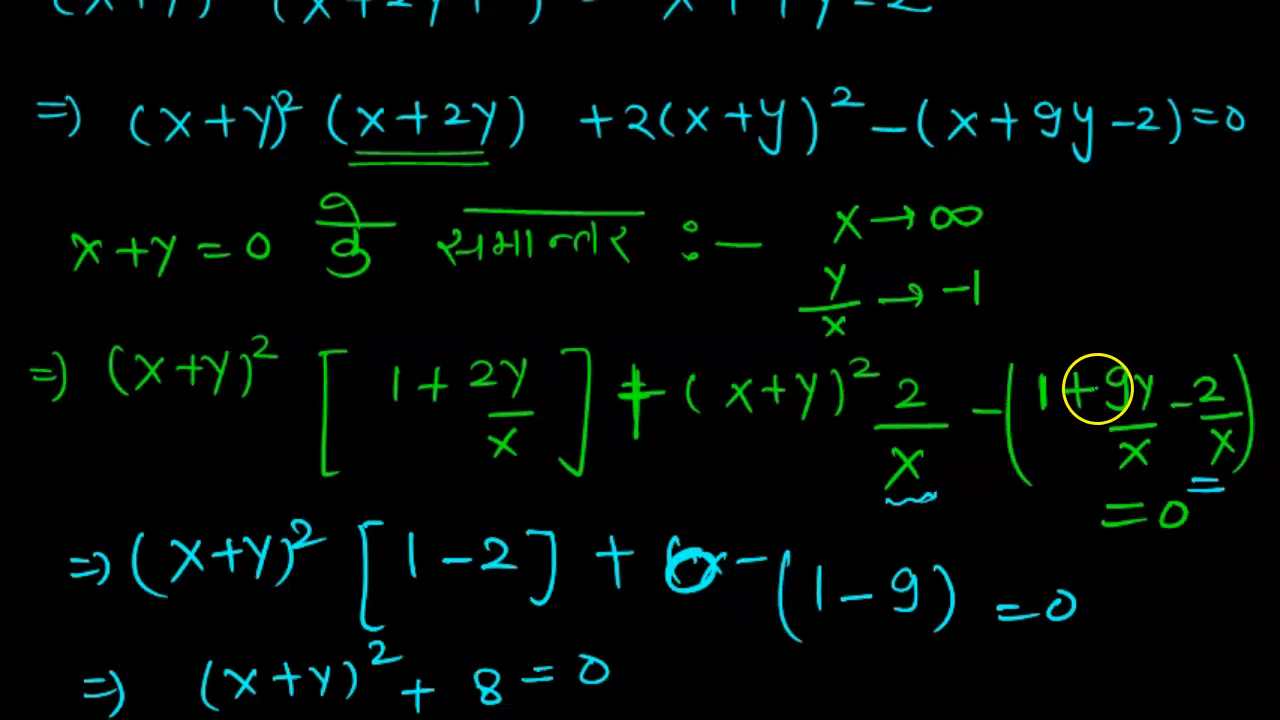 ⇒ (x+y)² (x+2y) +2(x+y)² -(x+9y-2)=0
x+y=0 के समान्तर :- x→∞
y/x → -1
⇒ (x+y)² [1+2y/x] + (x+y)² 2/x -(1+9y/x -2/x)
=0
⇒ (x+y)² [1-2] + 0 - (1-9) =0
⇒ (x+y)² + 8 = 0